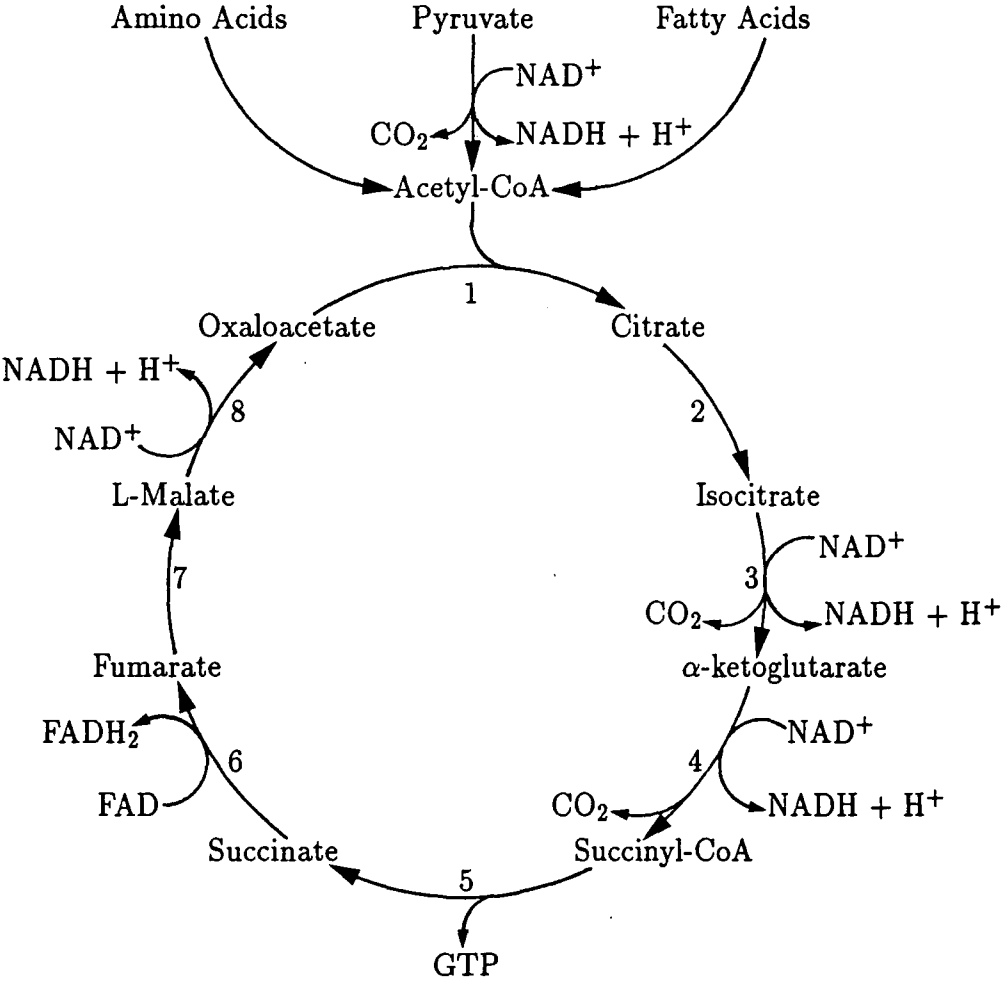 Amino Acids
Pyruvate
Fatty Acids
NAD⁺
CO₂
NADH + H⁺
Acetyl-CoA
1
Oxaloacetate
Citrate
NADH + H⁺
8
2
NAD⁺
L-Malate
Isocitrate
NAD⁺
7
3
CO₂
NADH + H⁺
Fumarate
α-ketoglutarate
FADH₂
NAD⁺
6
4
FAD
CO₂
NADH + H⁺
Succinate
Succinyl-CoA
5
GTP